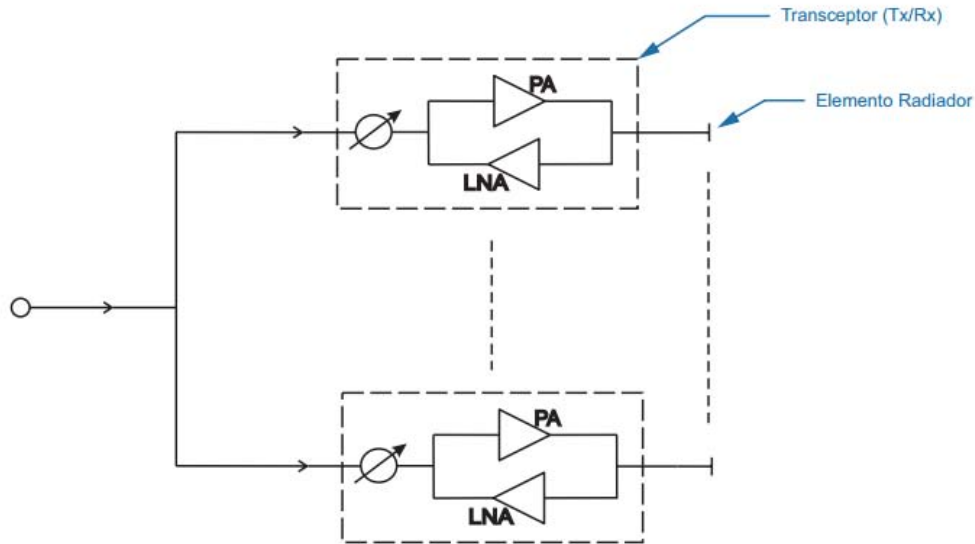 Transceptor (Tx/Rx)
PA
Elemento Radiador
LNA
PA
LNA